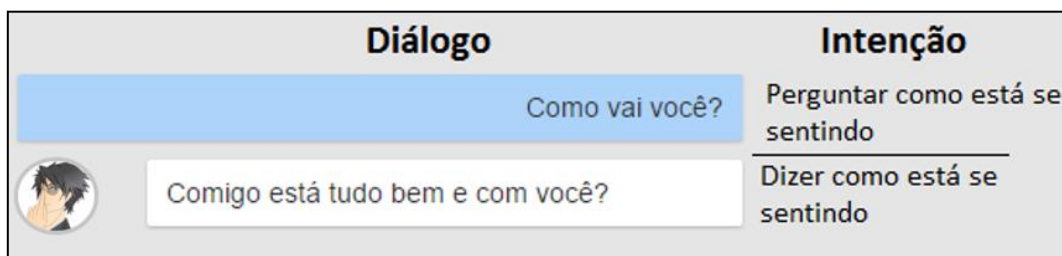 Diálogo
Intenção
Como vai você?
Perguntar como está se
sentindo
Comigo está tudo bem e com você?
Dizer como está se
sentindo